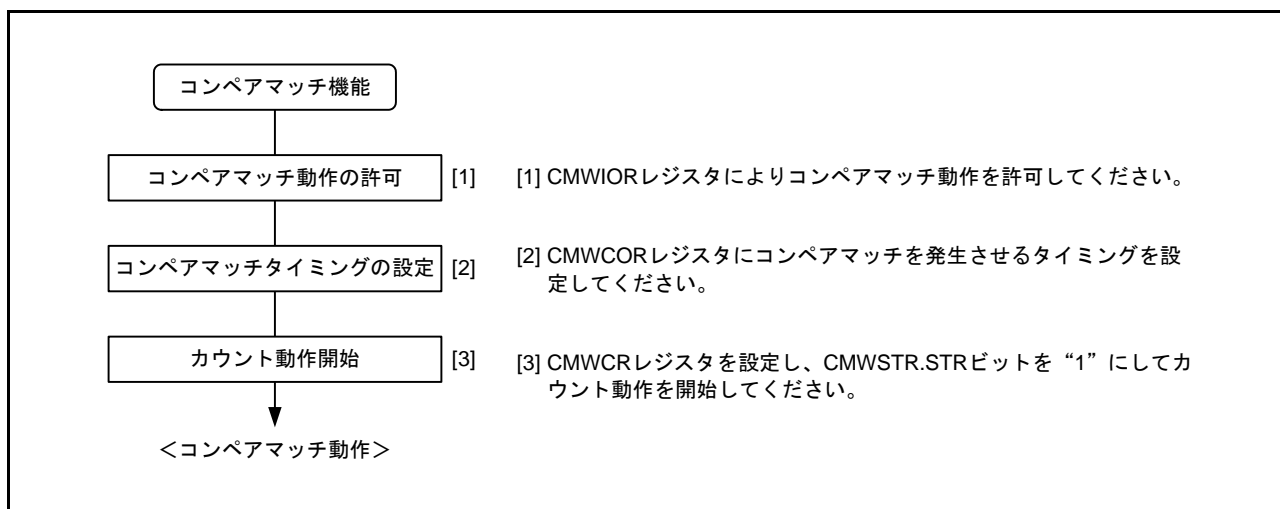 コンペアマッチ機能
コンペアマッチ動作の許可 [1] [1] CMWIORレジスタによりコンペアマッチ動作を許可してください。
コンペアマッチタイミングの設定 [2] [2] CMWCORレジスタにコンペアマッチを発生させるタイミングを設
定してください。
カウント動作開始 [3] [3] CMWCRレジスタを設定し、CMWSTR.STRビットを“1”にしてカ
ウント動作を開始してください。
＜コンペアマッチ動作＞